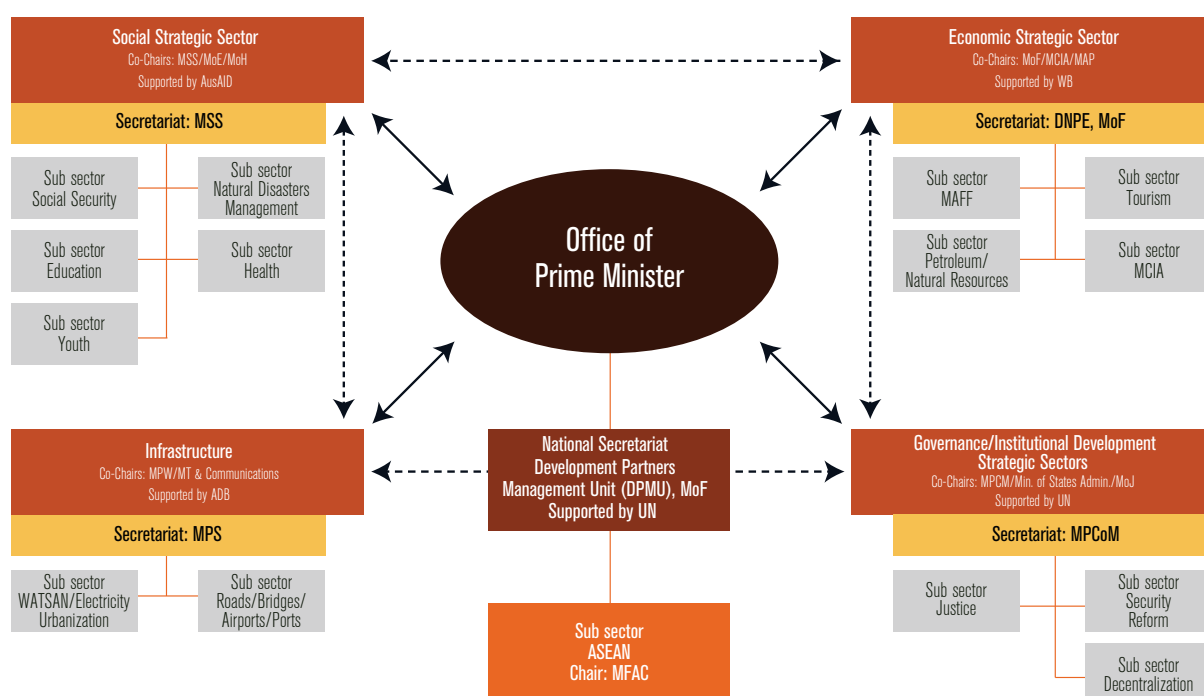 Social Strategic Sector
Co-Chairs: MSS/MoE/MoH
Supported by AusAID
Secretariat: MSS
Sub sector
Social Security
Sub sector
Natural Disasters
Management
Sub sector
Education
Sub sector
Health
Sub sector
Youth
Economic Strategic Sector
Co-Chairs: MoF/MCIA/MAP
Supported by WB
Secretariat: DNPE, MoF
Sub sector
MAFF
Sub sector
Tourism
Sub sector
Petroleum/
Natural Resources
Sub sector
MCIA
Office of
Prime Minister
Infrastructure
Co-Chairs: MPW/MT & Communications
Supported by ADB
Secretariat: MPS
Sub sector
WATSAN/Electricity
Urbanization
Sub sector
Roads/Bridges/
Airports/Ports
National Secretariat
Development Partners
Management Unit (DPMU), MoF
Supported by UN
Sub sector
ASEAN
Chair: MFAC
Governance/Institutional Development
Strategic Sectors
Co-Chairs: MPCM/Min. of States Admin./MoJ
Supported by UN
Secretariat: MPCoM
Sub sector
Justice
Sub sector
Security
Reform
Sub sector
Decentralization